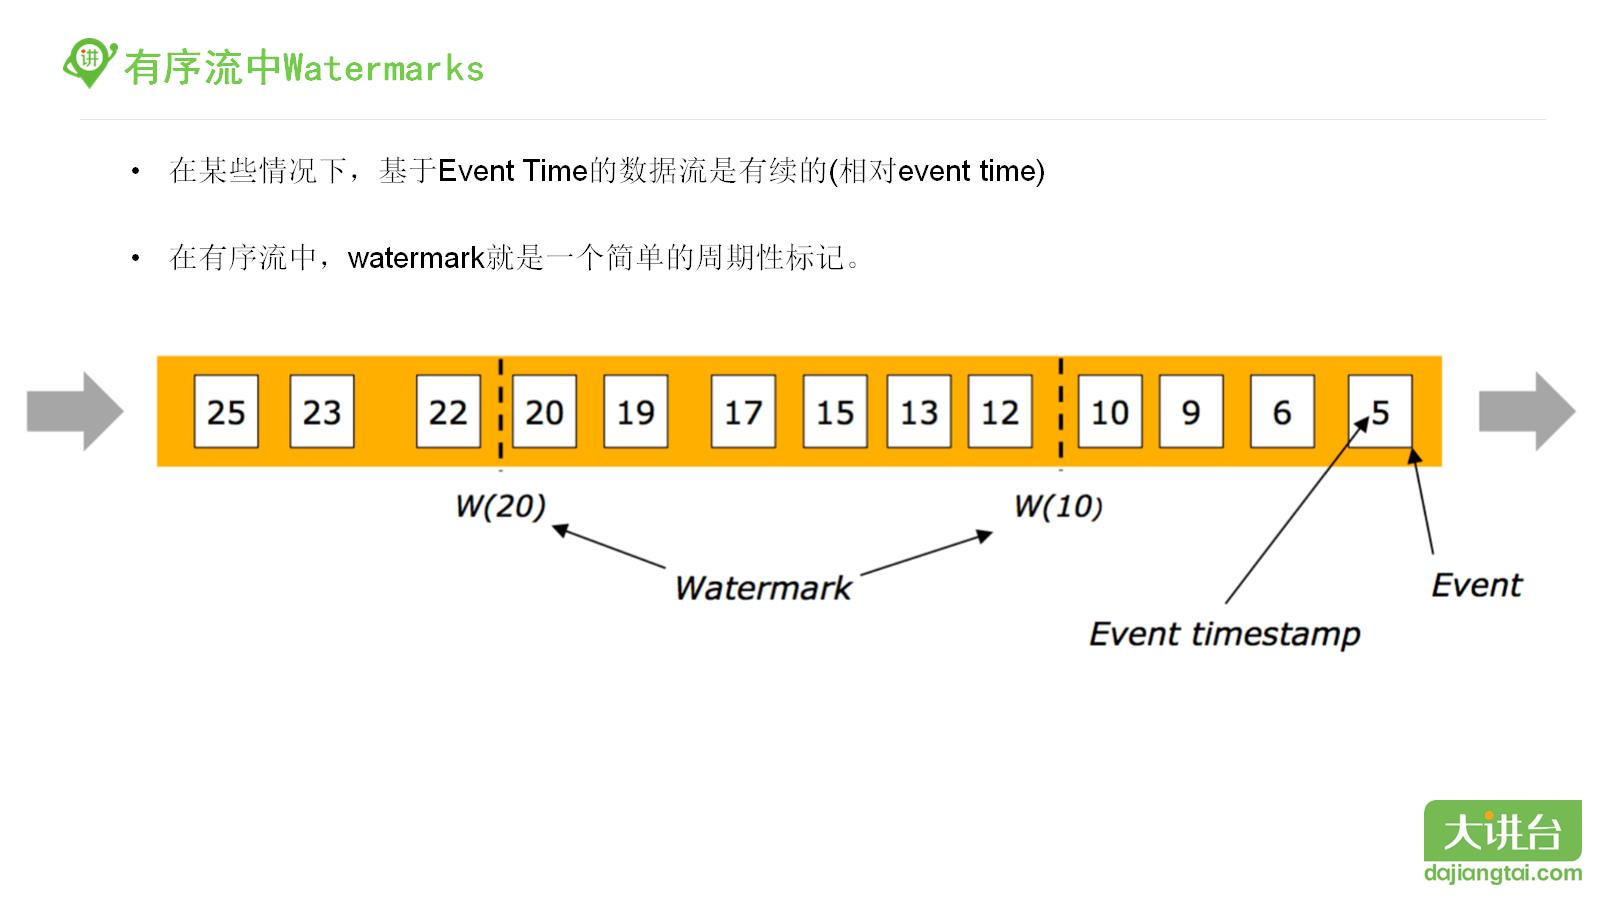 讲
有序流中Watermarks
• 在某些情况下，基于Event Time的数据流是有续的(相对event time)
• 在有序流中，watermark就是一个简单的周期性标记。
25 23 22 20 19 17 15 13 12 10 9 6 5
W(20) W(10)
Watermark Event
Event timestamp
大讲台
dajiangtai.com